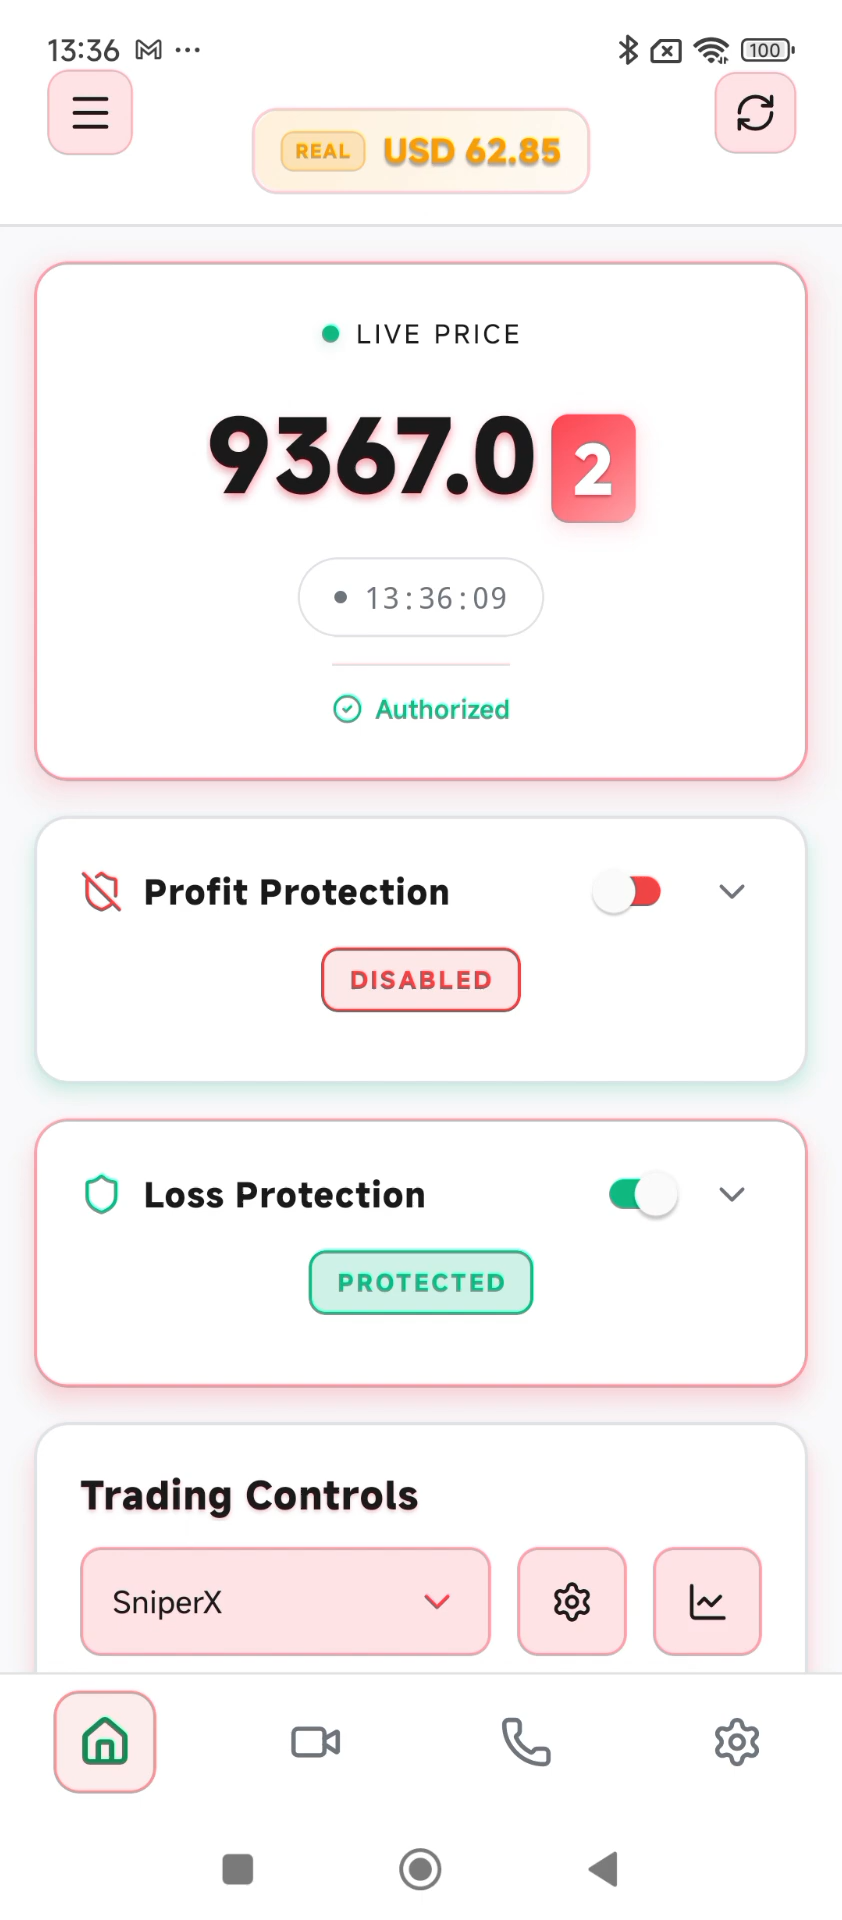 13:36
100
REAL USD 62.85
LIVE PRICE
9367.02
13:36:09
Authorized
Profit Protection
DISABLED
Loss Protection
PROTECTED
Trading Controls
SniperX